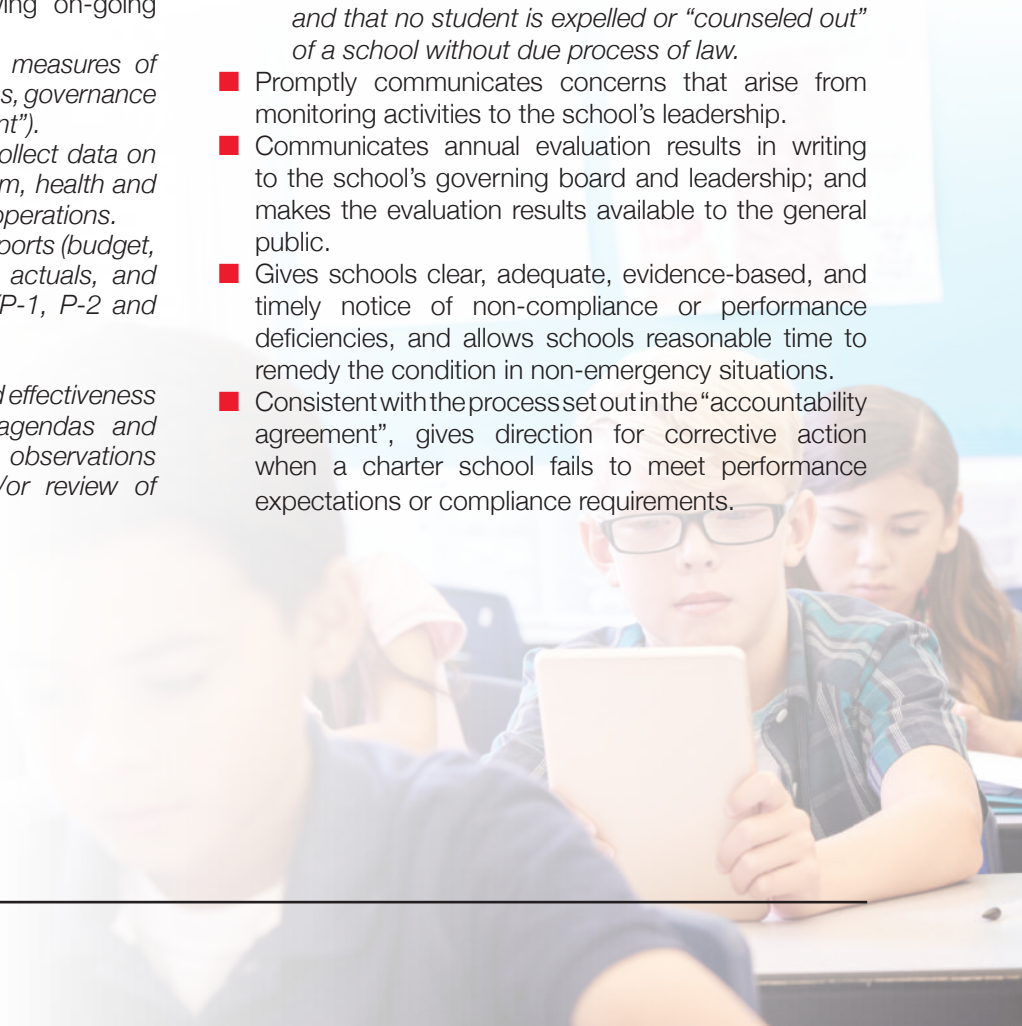 ing on-going
measures of
s, governance
nt”).
ollect data on
m, health and
operations.
ports (budget,
actuals, and
P-1, P-2 and
d effectiveness
agendas and
observations
/or review of
and that no student is expelled or “counseled out”
of a school without due process of law.
■ Promptly communicates concerns that arise from
monitoring activities to the school’s leadership.
■ Communicates annual evaluation results in writing
to the school’s governing board and leadership; and
makes the evaluation results available to the general
public.
■ Gives schools clear, adequate, evidence-based, and
timely notice of non-compliance or performance
deficiencies, and allows schools reasonable time to
remedy the condition in non-emergency situations.
■ Consistent with the process set out in the “accountability
agreement”, gives direction for corrective action
when a charter school fails to meet performance
expectations or compliance requirements.